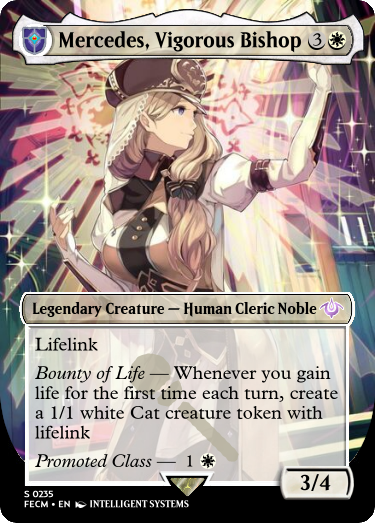 Mercedes, Vigorous Bishop 3
Legendary Creature — Human Cleric Noble
Lifelink
Bounty of Life — Whenever you gain
life for the first time each turn, create
a 1/1 white Cat creature token with
lifelink
Promoted Class — 1
3/4
S 0235
FECM • EN INTELLIGENT SYSTEMS